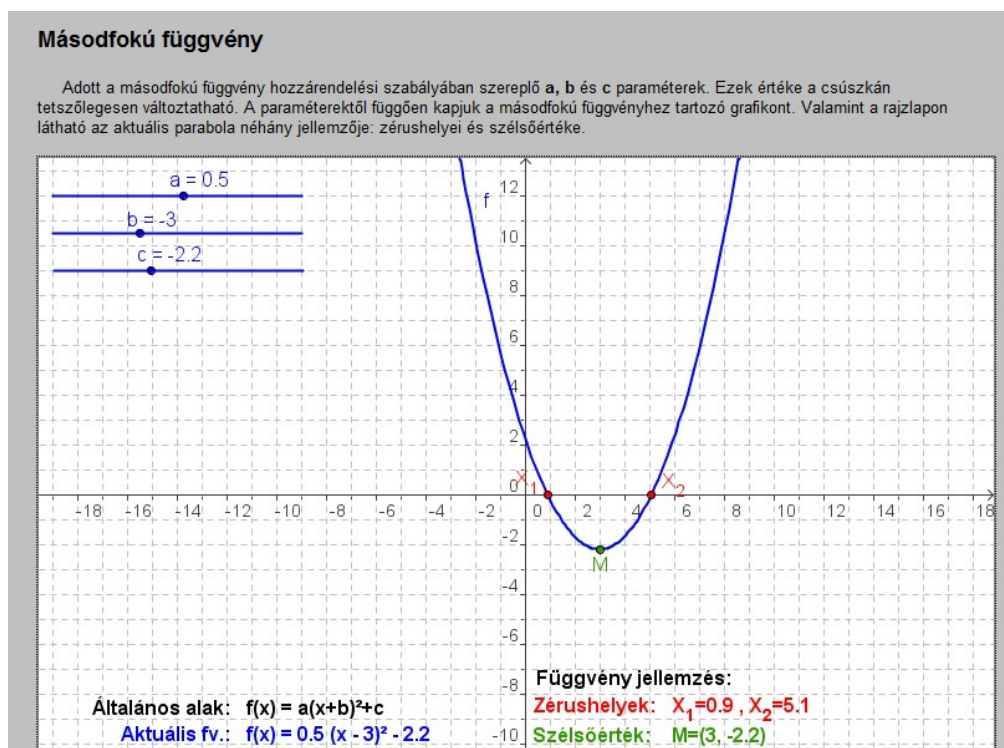 Másodfokú függvény
Adott a másodfokú függvény hozzárendelési szabályában szereplő a, b és c paraméterek. Ezek értéke a csúszkán
tetszőlegesen változtatható. A paraméterektől függően kapjuk a másodfokú függvényhez tartozó grafikont. Valamint a rajzlapon
látható az aktuális parabola néhány jellemzője: zérushelyei és szélsőértéke.
a = 0.5
b = -3
c = -2.2
f
12
10
8
6
4
2
0
X₁
X₂
-18 -16 -14 -12 -10 -8 -6 -4 -2 0 2 4 6 8 10 12 14 16 18
-2
M
-4
-6
-8
-10
Általános alak: f(x) = a(x+b)²+c
Aktuális fv.: f(x) = 0.5 (x - 3)² - 2.2
Függvény jellemzés:
Zérushelyek: X₁=0.9 , X₂=5.1
Szélsőérték: M=(3, -2.2)